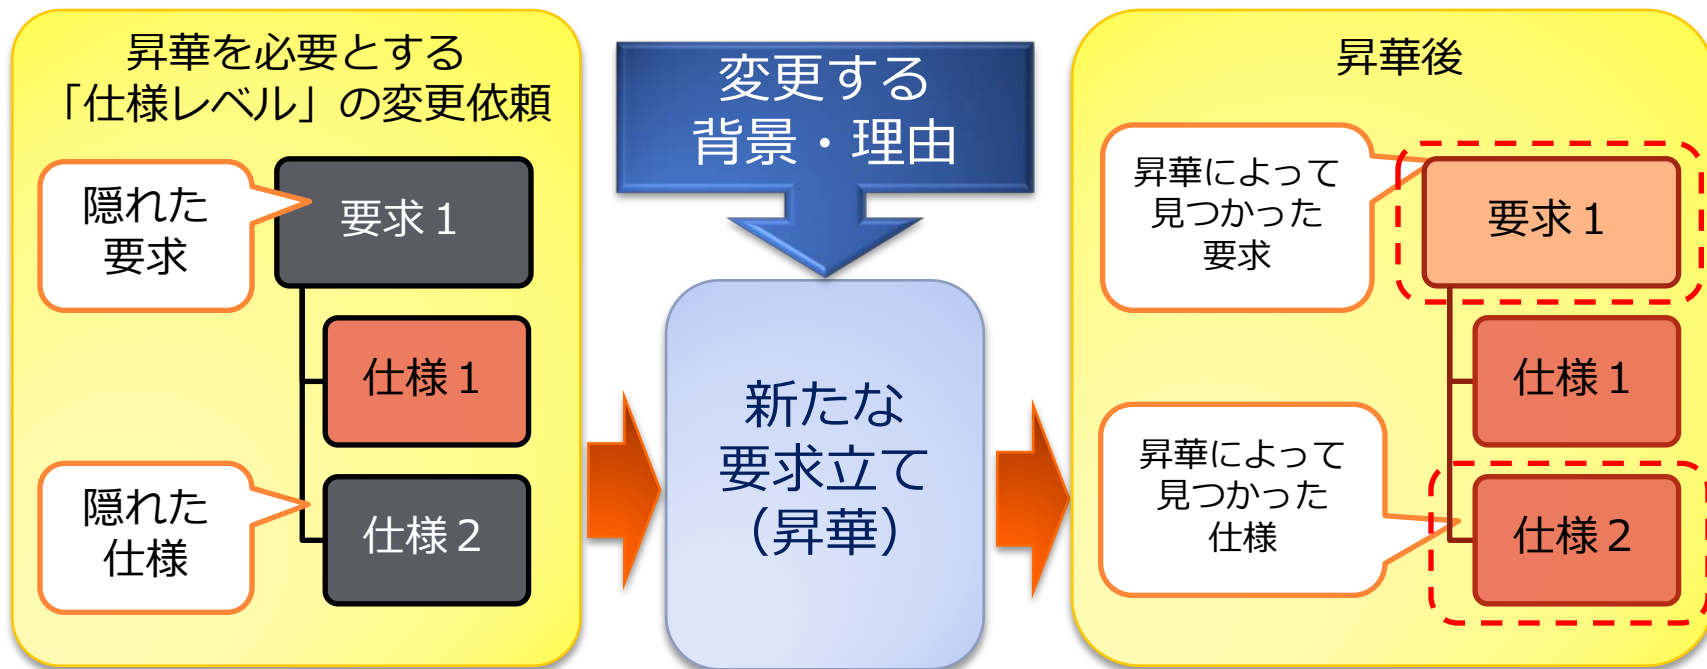 昇華を必要とする
「仕様レベル」の変更依頼
隠れた
要求
要求１
仕様１
隠れた
仕様
仕様２
変更する
背景・理由
新たな
要求立て
（昇華）
昇華後
昇華によって
見つかった
要求
要求１
仕様１
昇華によって
見つかった
仕様
仕様２